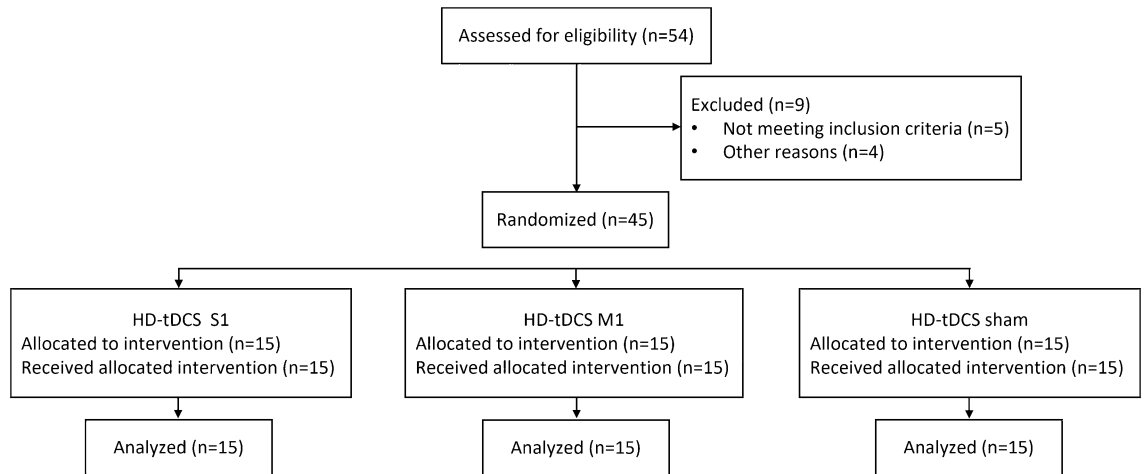 Assessed for eligibility (n=54)
Excluded (n=9)
• Not meeting inclusion criteria (n=5)
• Other reasons (n=4)
Randomized (n=45)
HD-tDCS S1
Allocated to intervention (n=15)
Received allocated intervention (n=15)
HD-tDCS M1
Allocated to intervention (n=15)
Received allocated intervention (n=15)
HD-tDCS sham
Allocated to intervention (n=15)
Received allocated intervention (n=15)
Analyzed (n=15)
Analyzed (n=15)
Analyzed (n=15)